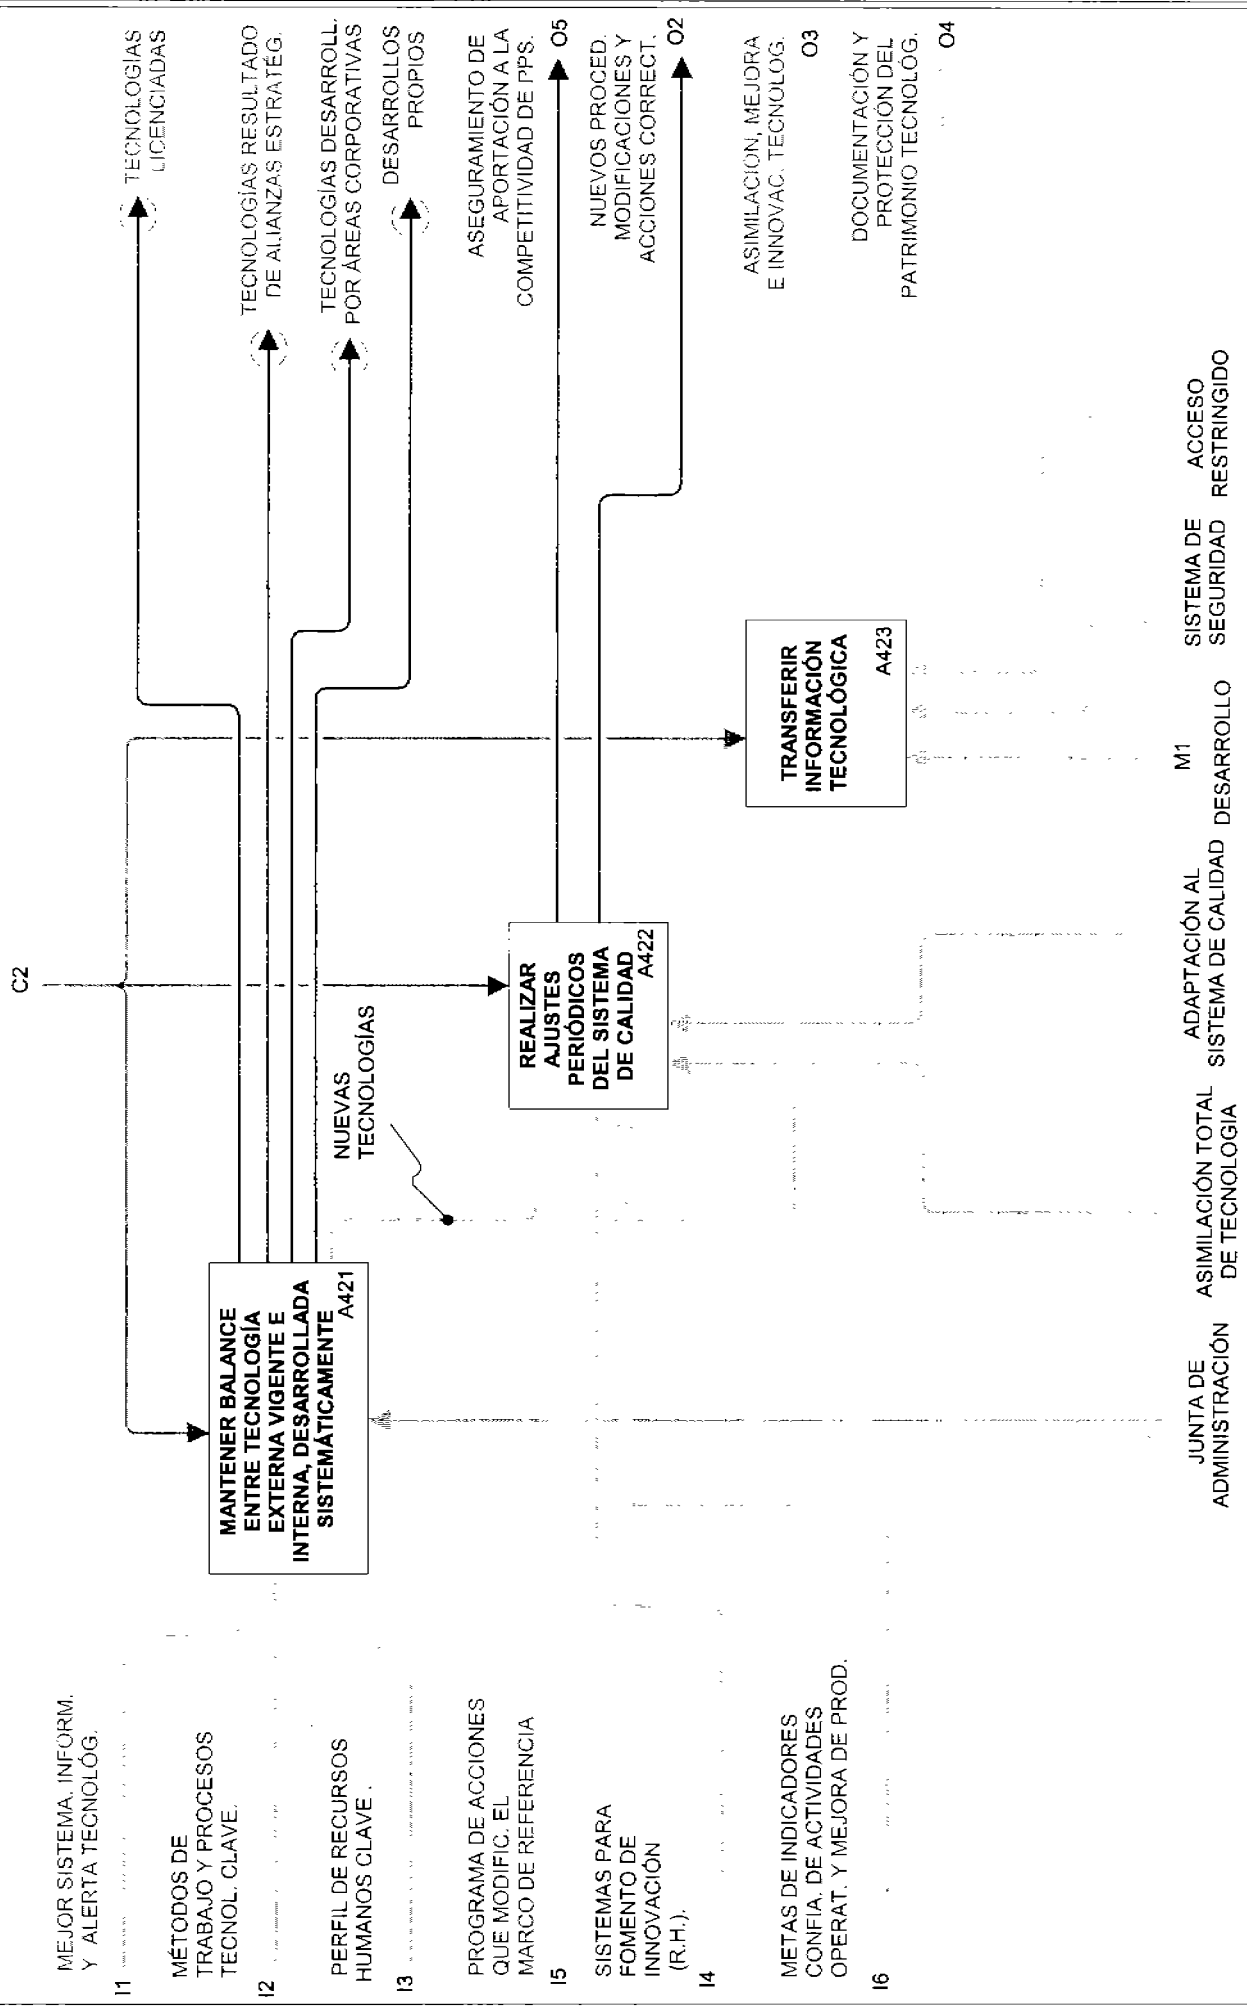 C2
MEJOR SISTEMA. INFORM.
Y ALERTA TECNOLÓG.
I1
MÉTODOS DE
TRABAJO Y PROCESOS
TECNOL. CLAVE.
I2
PERFIL DE RECURSOS
HUMANOS CLAVE.
I3
PROGRAMA DE ACCIONES
QUE MODIFIC. EL
MARCO DE REFERENCIA
I5
SISTEMAS PARA
FOMENTO DE
INNOVACIÓN
(R.H.).
I4
METAS DE INDICADORES
CONFIA. DE ACTIVIDADES
OPERAT. Y MEJORA DE PROD.
I6
MANTENER BALANCE
ENTRE TECNOLOGÍA
EXTERNA VIGENTE E
INTERNA, DESARROLLADA
SISTEMÁTICAMENTE
A421
NUEVAS
TECNOLOGÍAS
REALIZAR
AJUSTES
PERIÓDICOS
DEL SISTEMA
DE CALIDAD
A422
TRANSFERIR
INFORMACIÓN
TECNOLÓGICA
A423
TECNOLOGÍAS
LICENCIADAS
TECNOLOGÍAS RESULTADO
DE ALIANZAS ESTRATÉG.
TECNOLOGÍAS DESARROLL.
POR ÁREAS CORPORATIVAS
DESARROLLOS
PROPIOS
ASEGURAMIENTO DE
APORTACIÓN A LA
COMPETITIVIDAD DE PPS.
O5
NUEVOS PROCED.
MODIFICACIONES Y
ACCIONES CORRECT.
O2
ASIMILACIÓN, MEJORA
E INNOVAC. TECNOLOG.
O3
DOCUMENTACIÓN Y
PROTECCIÓN DEL
PATRIMONIO TECNOLÓG.
O4
JUNTA DE
ADMINISTRACIÓN
ASIMILACIÓN TOTAL
DE TECNOLOGIA
ADAPTACIÓN AL
SISTEMA DE CALIDAD
M1
DESARROLLO
SISTEMA DE
SEGURIDAD
ACCESO
RESTRINGIDO